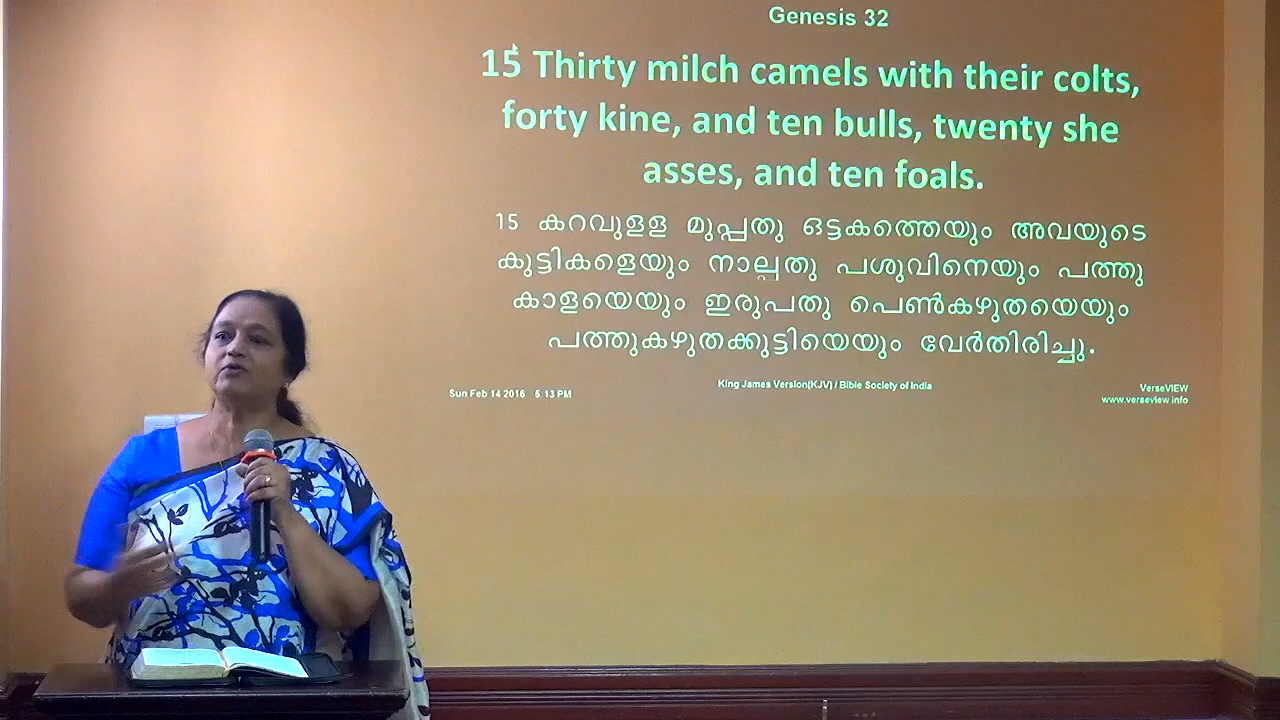 Genesis 32
15 Thirty milch camels with their colts,
forty kine, and ten bulls, twenty she
asses, and ten foals.
15 കറവുളള മുപ്പതു ഒട്ടകത്തെയും അവയുടെ
കുട്ടികളെയും നാല്പതു പശുവിനെയും പത്തു
കാളയെയും ഇരുപതു പെൺകഴുതയെയും
പത്തുകഴുതക്കുട്ടിയെയും വേർതിരിച്ചു.
Sun Feb 14 2016 5:13 PM
King James Version(KJV) / Bible Society of India
VerseVIEW
www.verseview.info